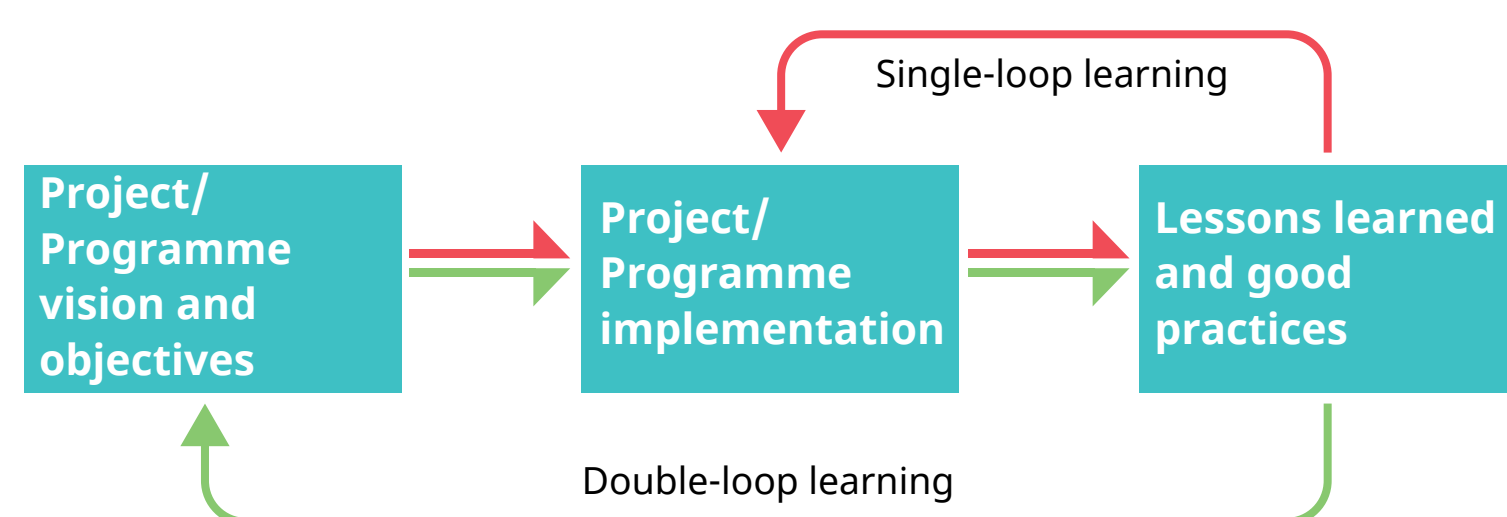 Single-loop learning
Project/
Programme
vision and
objectives
Project/
Programme
implementation
Lessons learned
and good
practices
Double-loop learning